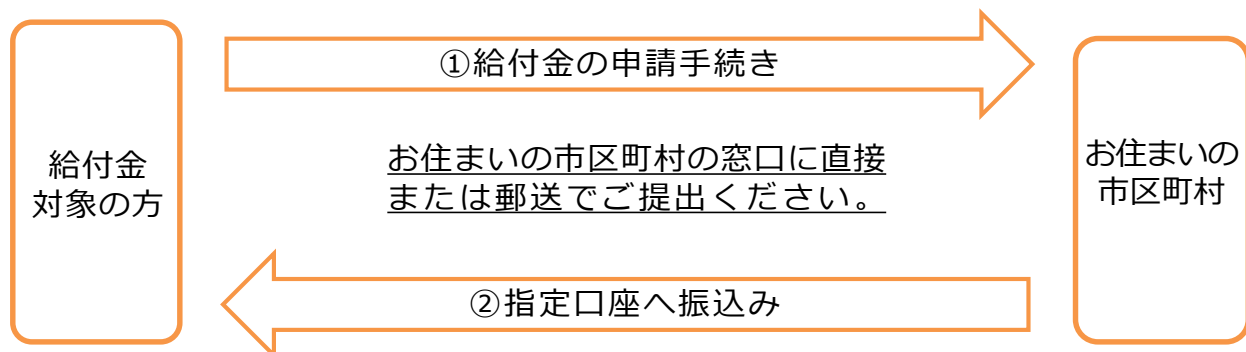 ①給付金の申請手続き
給付金
対象の方
お住まいの市区町村の窓口に直接
または郵送でご提出ください。
お住まいの
市区町村
②指定口座へ振込み